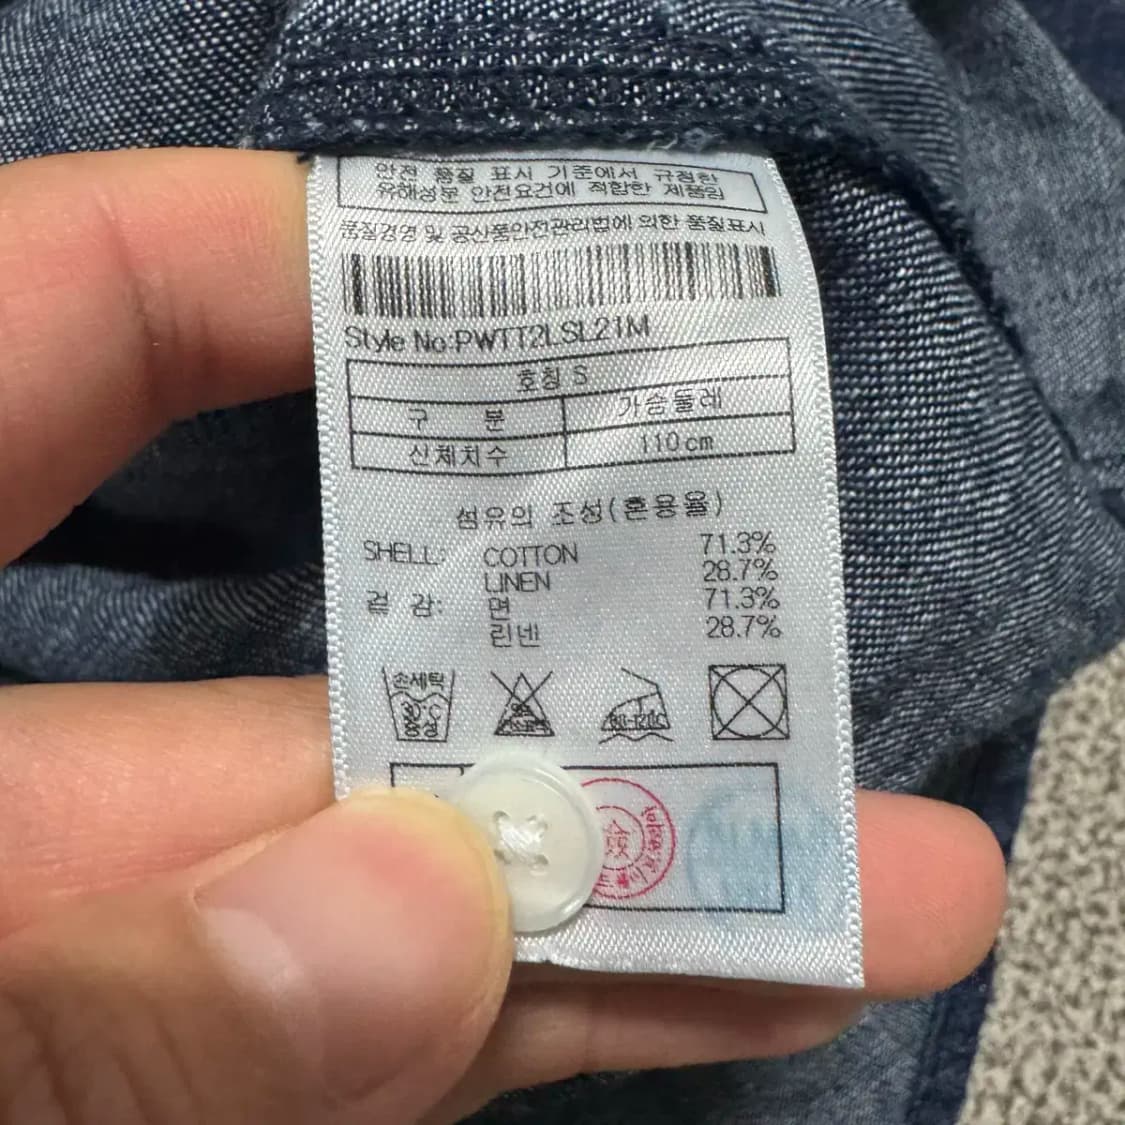 안전 품질 표시 기준에서 규정한
유해성분 안전요건에 적합한 제품임
품질경영 및 공산품안전관리법에 의한 품질표시
Style No:PWTT2LSL21M
호칭 S
구 분 가슴둘레
신체치수 110cm
섬유의 조성(혼용율)
SHELL: COTTON 71.3%
LINEN 28.7%
겉 감: 면 71.3%
린넨 28.7%
손세탁
80-120℃